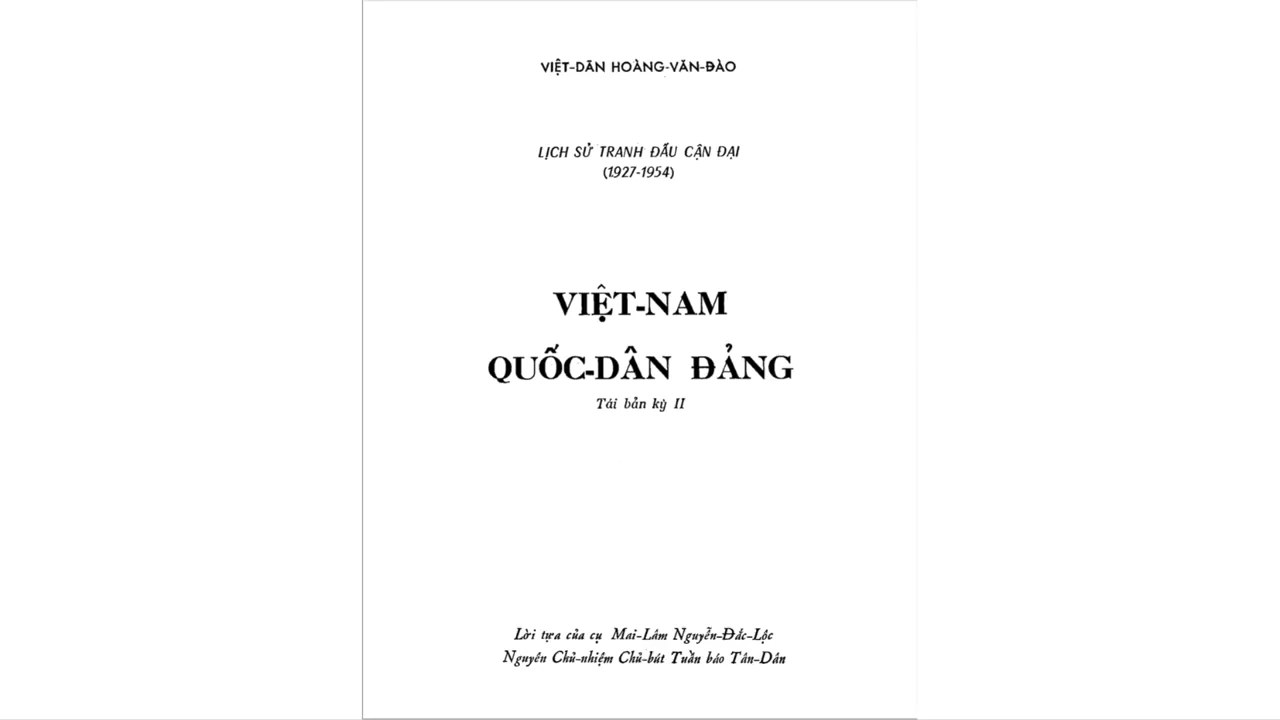 VIỆT-DÂN HOÀNG-VĂN-ĐÀO
LỊCH SỬ TRANH ĐẤU CẬN ĐẠI
(1927-1954)
VIỆT-NAM
QUỐC-DÂN ĐẢNG
Tái bản kỳ II
Lời tựa của cụ Mai-Lâm Nguyễn-Đắc-Lộc
Nguyên Chủ-nhiệm Chủ-bút Tuần báo Tân-Dân